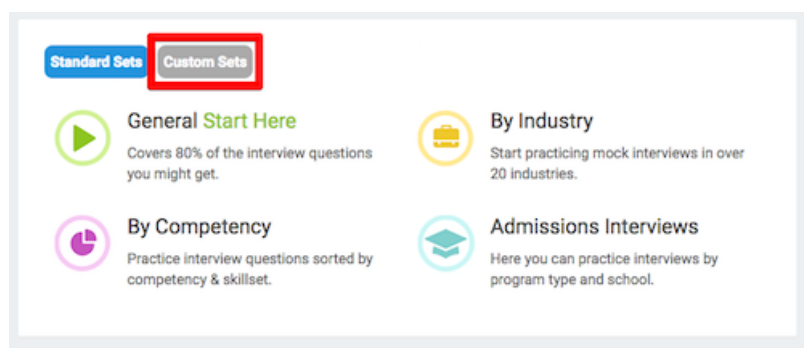 Standard Sets Custom Sets
General Start Here
Covers 80% of the interview questions
you might get.
By Industry
Start practicing mock interviews in over
20 industries.
By Competency
Practice interview questions sorted by
competency & skillset.
Admissions Interviews
Here you can practice interviews by
program type and school.